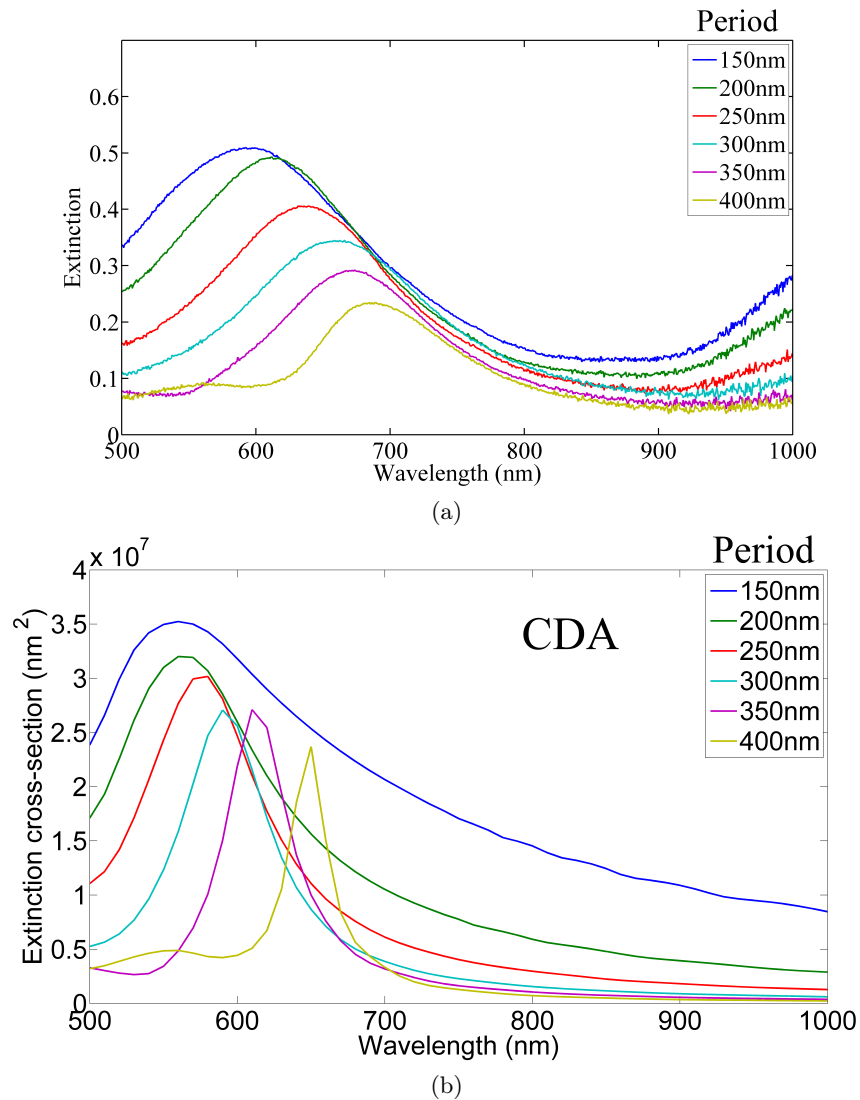 Period
150nm
200nm
250nm
300nm
350nm
400nm
0.6
0.5
0.4
0.3
0.2
0.1
0
Extinction
500 600 700 800 900 1000
Wavelength (nm)
(a)
x 10^7
Period
150nm
200nm
250nm
300nm
350nm
400nm
CDA
4
3.5
3
2.5
2
1.5
1
0.5
0
Extinction cross-section (nm^2)
500 600 700 800 900 1000
Wavelength (nm)
(b)